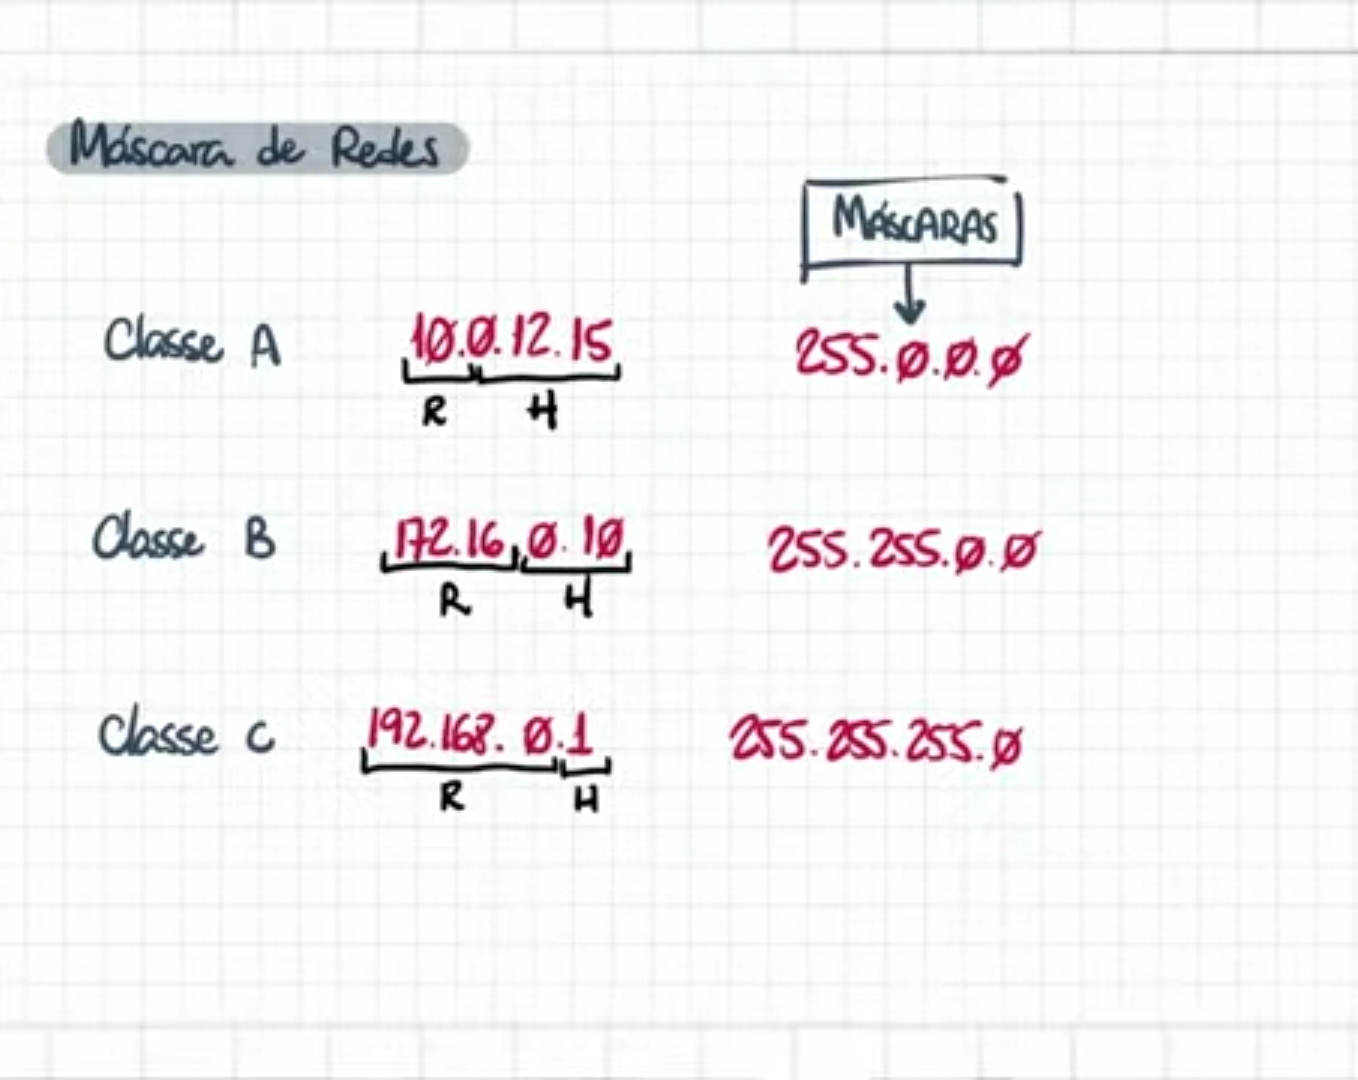 Máscara de Redes
MÁSCARAS
Classe A 10.0.12.15 255.0.0.0
R H
Classe B 172.16.0.10 255.255.0.0
R H
Classe C 192.168.0.1 255.255.255.0
R H